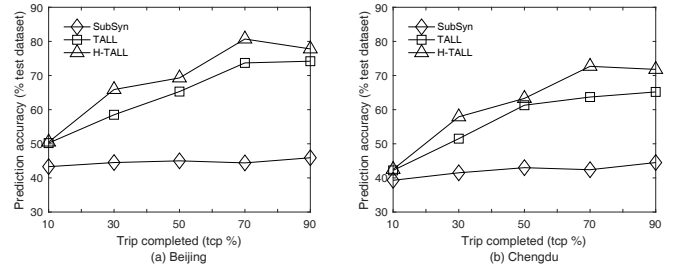 90
80
70
60
50
40
30
Prediction accuracy (% test dataset)
SubSyn
TALL
H-TALL
10 30 50 70 90
Trip completed (tcp %)
(a) Beijing
90
80
70
60
50
40
30
Prediction accuracy (% test dataset)
SubSyn
TALL
H-TALL
10 30 50 70 90
Trip completed (tcp %)
(b) Chengdu